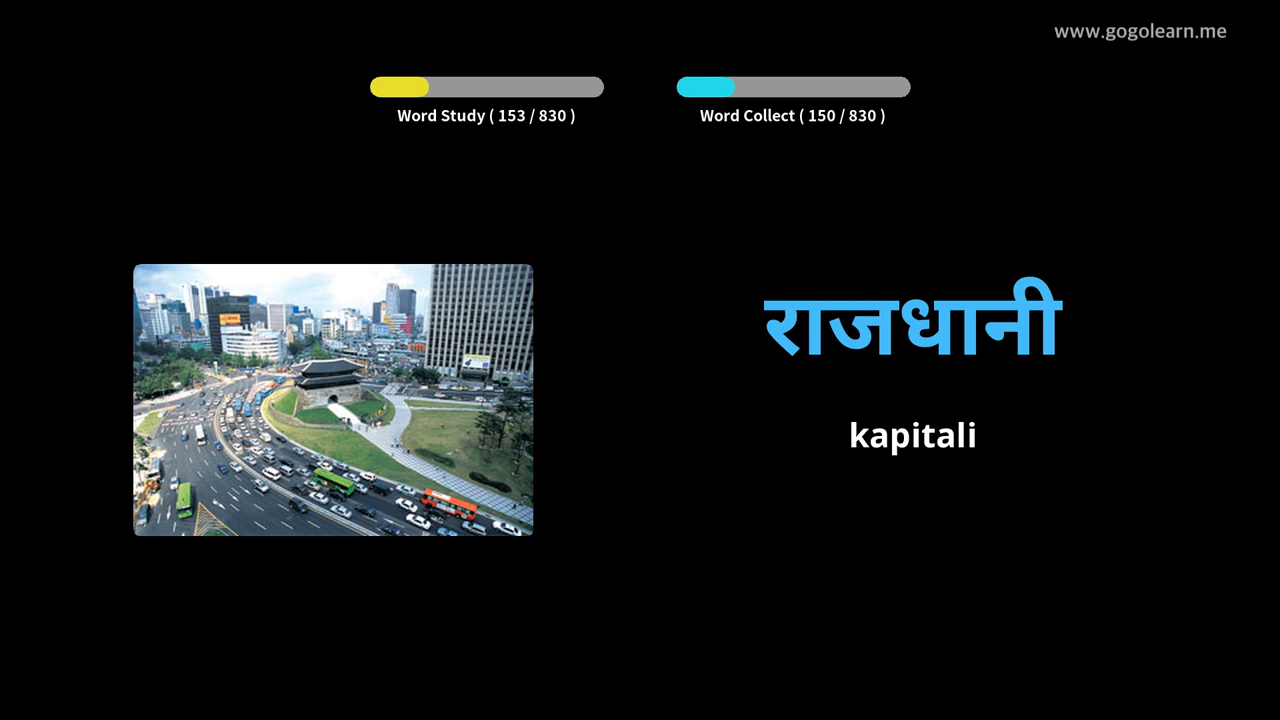 www.gogolearn.me
Word Study ( 153 / 830 )
Word Collect ( 150 / 830 )
राजधानी
kapitali